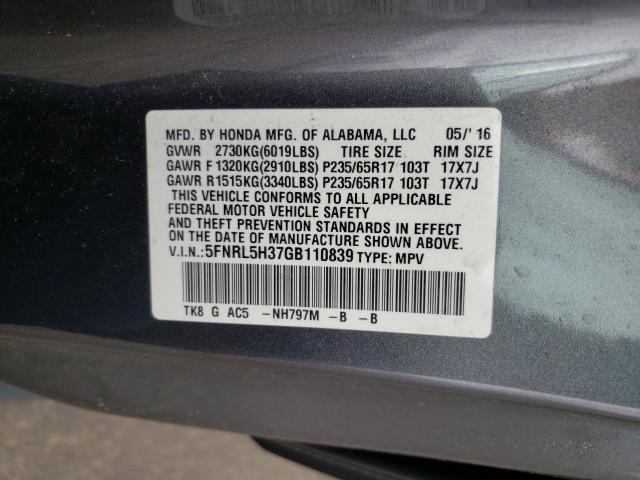 MFD. BY HONDA MFG. OF ALABAMA, LLC 05/'16
GVWR 2730KG(6019LBS) TIRE SIZE RIM SIZE
GAWR F 1320KG(2910LBS) P235/65R17 103T 17X7J
GAWR R 1515KG(3340LBS) P235/65R17 103T 17X7J
THIS VEHICLE CONFORMS TO ALL APPLICABLE
FEDERAL MOTOR VEHICLE SAFETY
AND THEFT PREVENTION STANDARDS IN EFFECT
ON THE DATE OF MANUFACTURE SHOWN ABOVE.
V.I.N.:5FNRL5H37GB110839 TYPE: MPV
TK8 G AC5 -NH797M -B -B